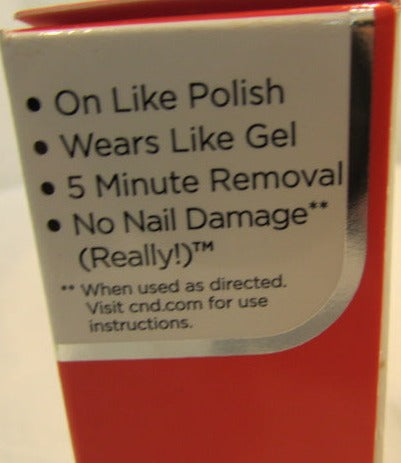 • On Like Polish
• Wears Like Gel
• 5 Minute Removal
• No Nail Damage**
(Really!)™
** When used as directed.
Visit cnd.com for use
instructions.